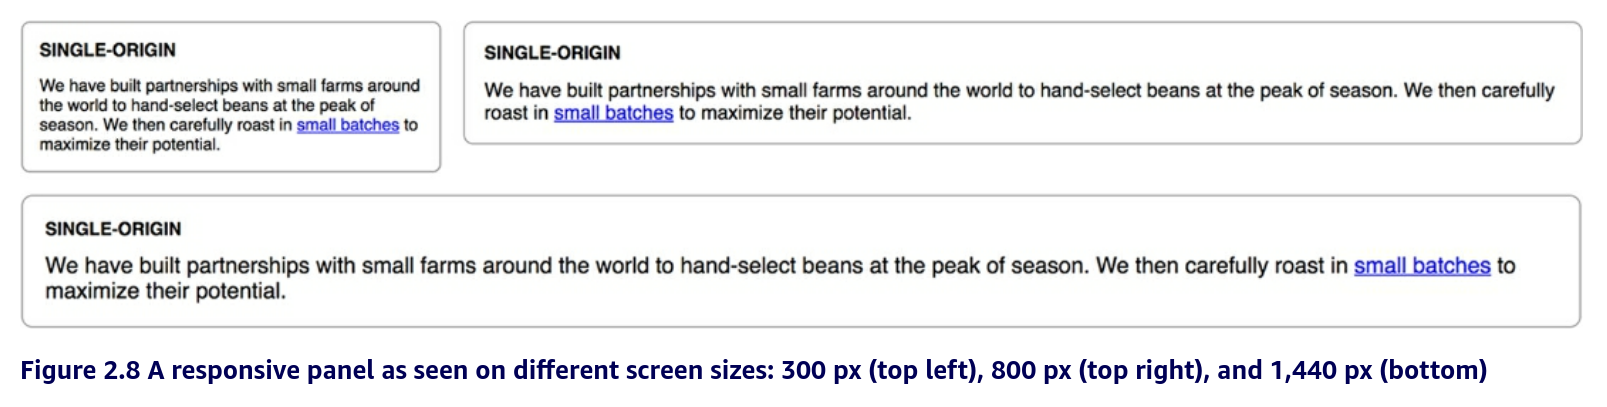 SINGLE-ORIGIN
We have built partnerships with small farms around
the world to hand-select beans at the peak of
season. We then carefully roast in small batches to
maximize their potential.
SINGLE-ORIGIN
We have built partnerships with small farms around the world to hand-select beans at the peak of season. We then carefully
roast in small batches to maximize their potential.
SINGLE-ORIGIN
We have built partnerships with small farms around the world to hand-select beans at the peak of season. We then carefully roast in small batches to
maximize their potential.
Figure 2.8 A responsive panel as seen on different screen sizes: 300 px (top left), 800 px (top right), and 1,440 px (bottom)